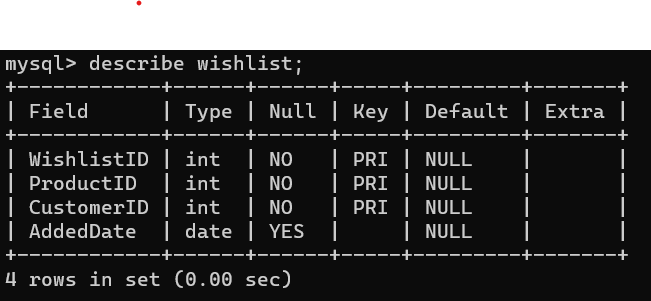 mysql> describe wishlist;
+------------+------+------+-----+---------+-------+
| Field      | Type | Null | Key | Default | Extra |
+------------+------+------+-----+---------+-------+
| WishlistID | int  | NO   | PRI | NULL    |       |
| ProductID  | int  | NO   | PRI | NULL    |       |
| CustomerID | int  | NO   | PRI | NULL    |       |
| AddedDate  | date | YES  |     | NULL    |       |
+------------+------+------+-----+---------+-------+
4 rows in set (0.00 sec)